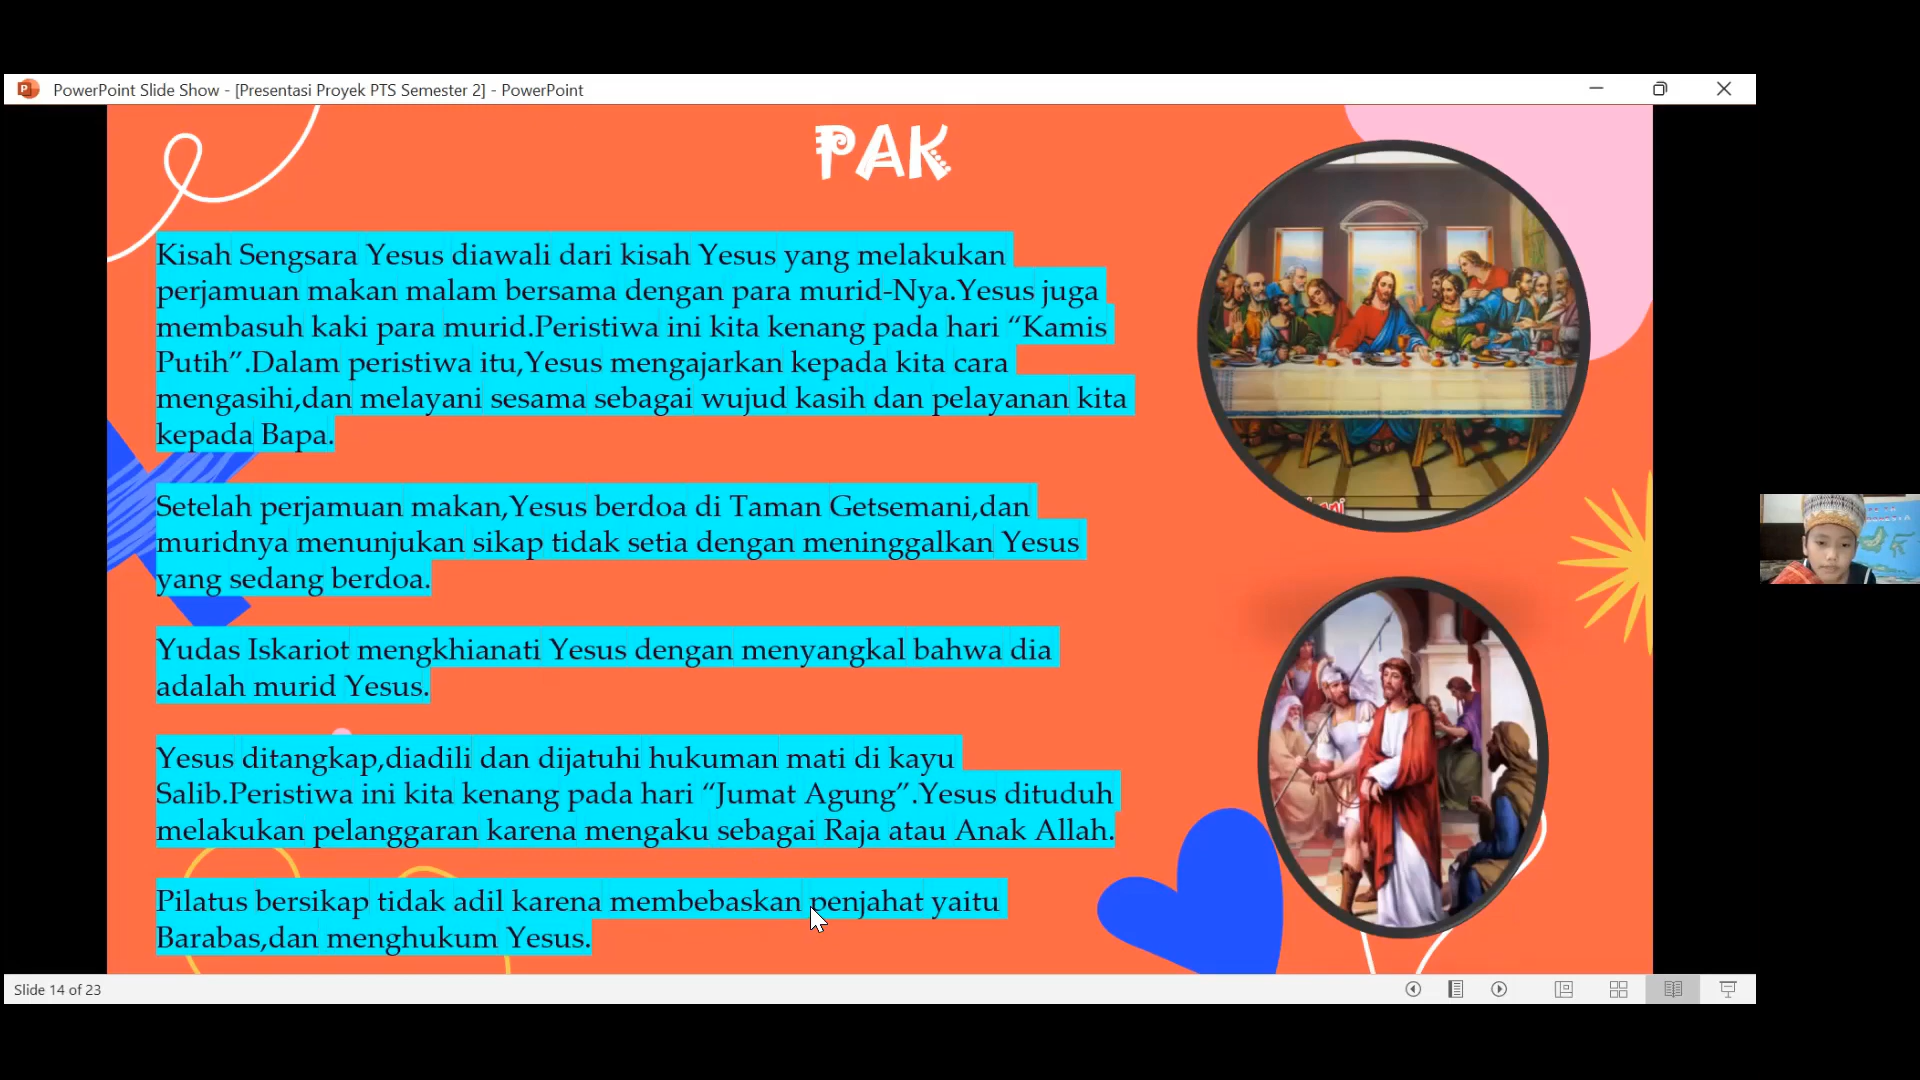 PowerPoint Slide Show - [Presentasi Proyek PTS Semester 2] - PowerPoint
PAK
Kisah Sengsara Yesus diawali dari kisah Yesus yang melakukan
perjamuan makan malam bersama dengan para murid-Nya.Yesus juga
membasuh kaki para murid.Peristiwa ini kita kenang pada hari “Kamis
Putih”.Dalam peristiwa itu,Yesus mengajarkan kepada kita cara
mengasihi,dan melayani sesama sebagai wujud kasih dan pelayanan kita
kepada Bapa.
Setelah perjamuan makan,Yesus berdoa di Taman Getsemani,dan
muridnya menunjukan sikap tidak setia dengan meninggalkan Yesus
yang sedang berdoa.
Yudas Iskariot mengkhianati Yesus dengan menyangkal bahwa dia
adalah murid Yesus.
Yesus ditangkap,diadili dan dijatuhi hukuman mati di kayu
Salib.Peristiwa ini kita kenang pada hari “Jumat Agung”.Yesus dituduh
melakukan pelanggaran karena mengaku sebagai Raja atau Anak Allah.
Pilatus bersikap tidak adil karena membebaskan penjahat yaitu
Barabas,dan menghukum Yesus.
Slide 14 of 23